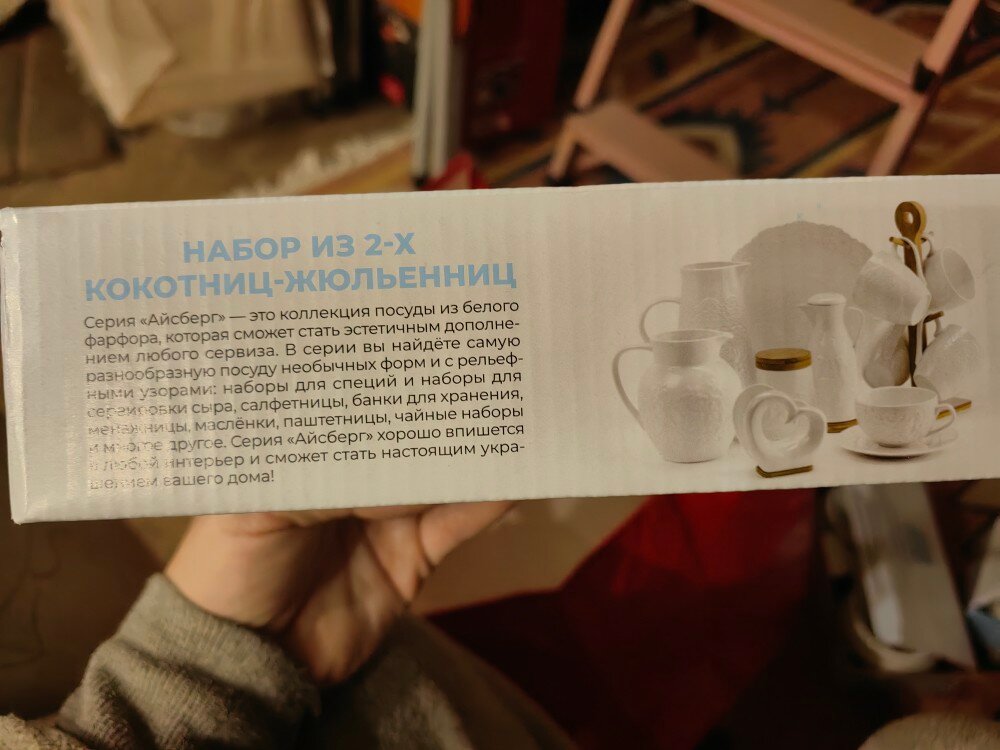 НАБОР ИЗ 2-Х
КОКОТНИЦ-ЖЮЛЬЕННИЦ
Серия «Айсберг» — это коллекция посуды из белого
фарфора, которая сможет стать эстетичным дополне-
нием любого сервиза. В серии вы найдёте самую
разнообразную посуду необычных форм и с рельеф-
ными узорами: наборы для специй и наборы для
сервировки сыра, салфетницы, банки для хранения,
менажницы, маслёнки, паштетницы, чайные наборы
и многое другое. Серия «Айсберг» хорошо впишется
в любой интерьер и сможет стать настоящим укра-
шением вашего дома!